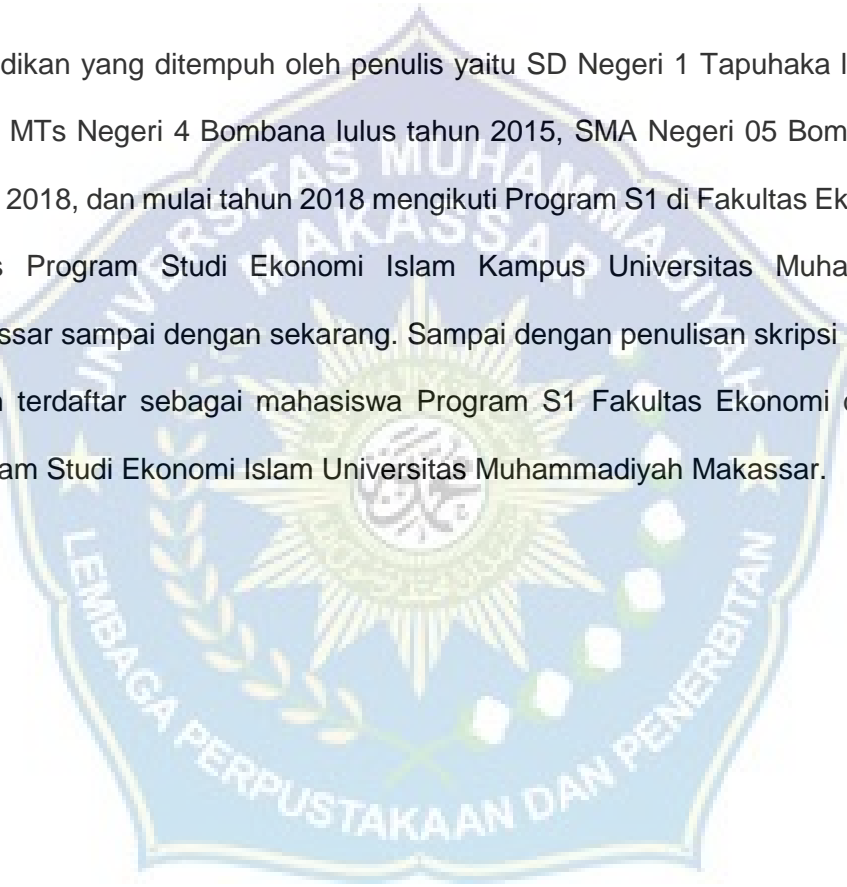 dikan yang ditempuh oleh penulis yaitu SD Negeri 1 Tapuhaka l
MTs Negeri 4 Bombana lulus tahun 2015, SMA Negeri 05 Bom
2018, dan mulai tahun 2018 mengikuti Program S1 di Fakultas Ek
s Program Studi Ekonomi Islam Kampus Universitas Muha
ssar sampai dengan sekarang. Sampai dengan penulisan skripsi
terdaftar sebagai mahasiswa Program S1 Fakultas Ekonomi
am Studi Ekonomi Islam Universitas Muhammadiyah Makassar.
UNIVERSITAS MUHAMMADIYAH
MAKASSAR
LEMBAGA PERPUSTAKAAN DAN PENERBITAN